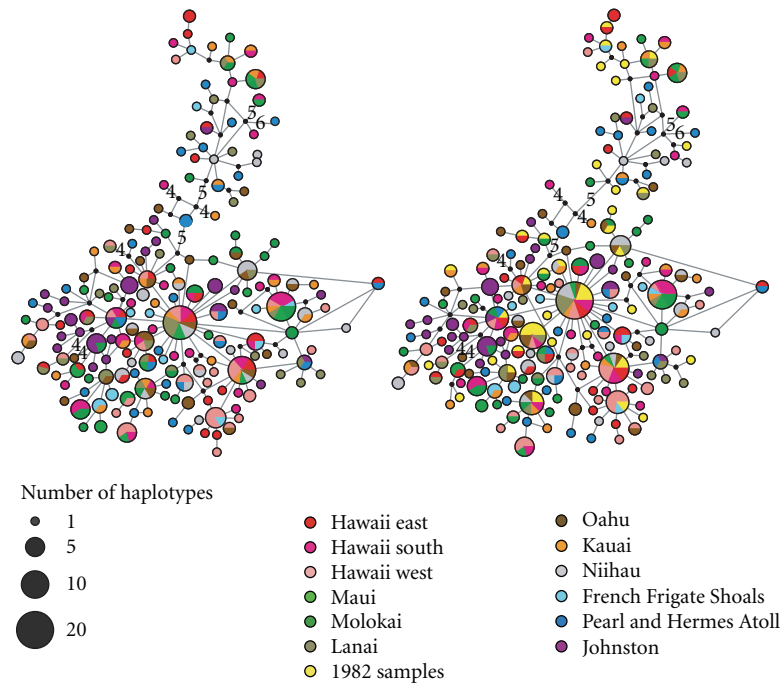 5
6
4
5
4
5
4
4
4
5
6
4
5
4
5
4
4
4
Number of haplotypes
1
5
10
20
Hawaii east
Hawaii south
Hawaii west
Maui
Molokai
Lanai
1982 samples
Oahu
Kauai
Niihau
French Frigate Shoals
Pearl and Hermes Atoll
Johnston